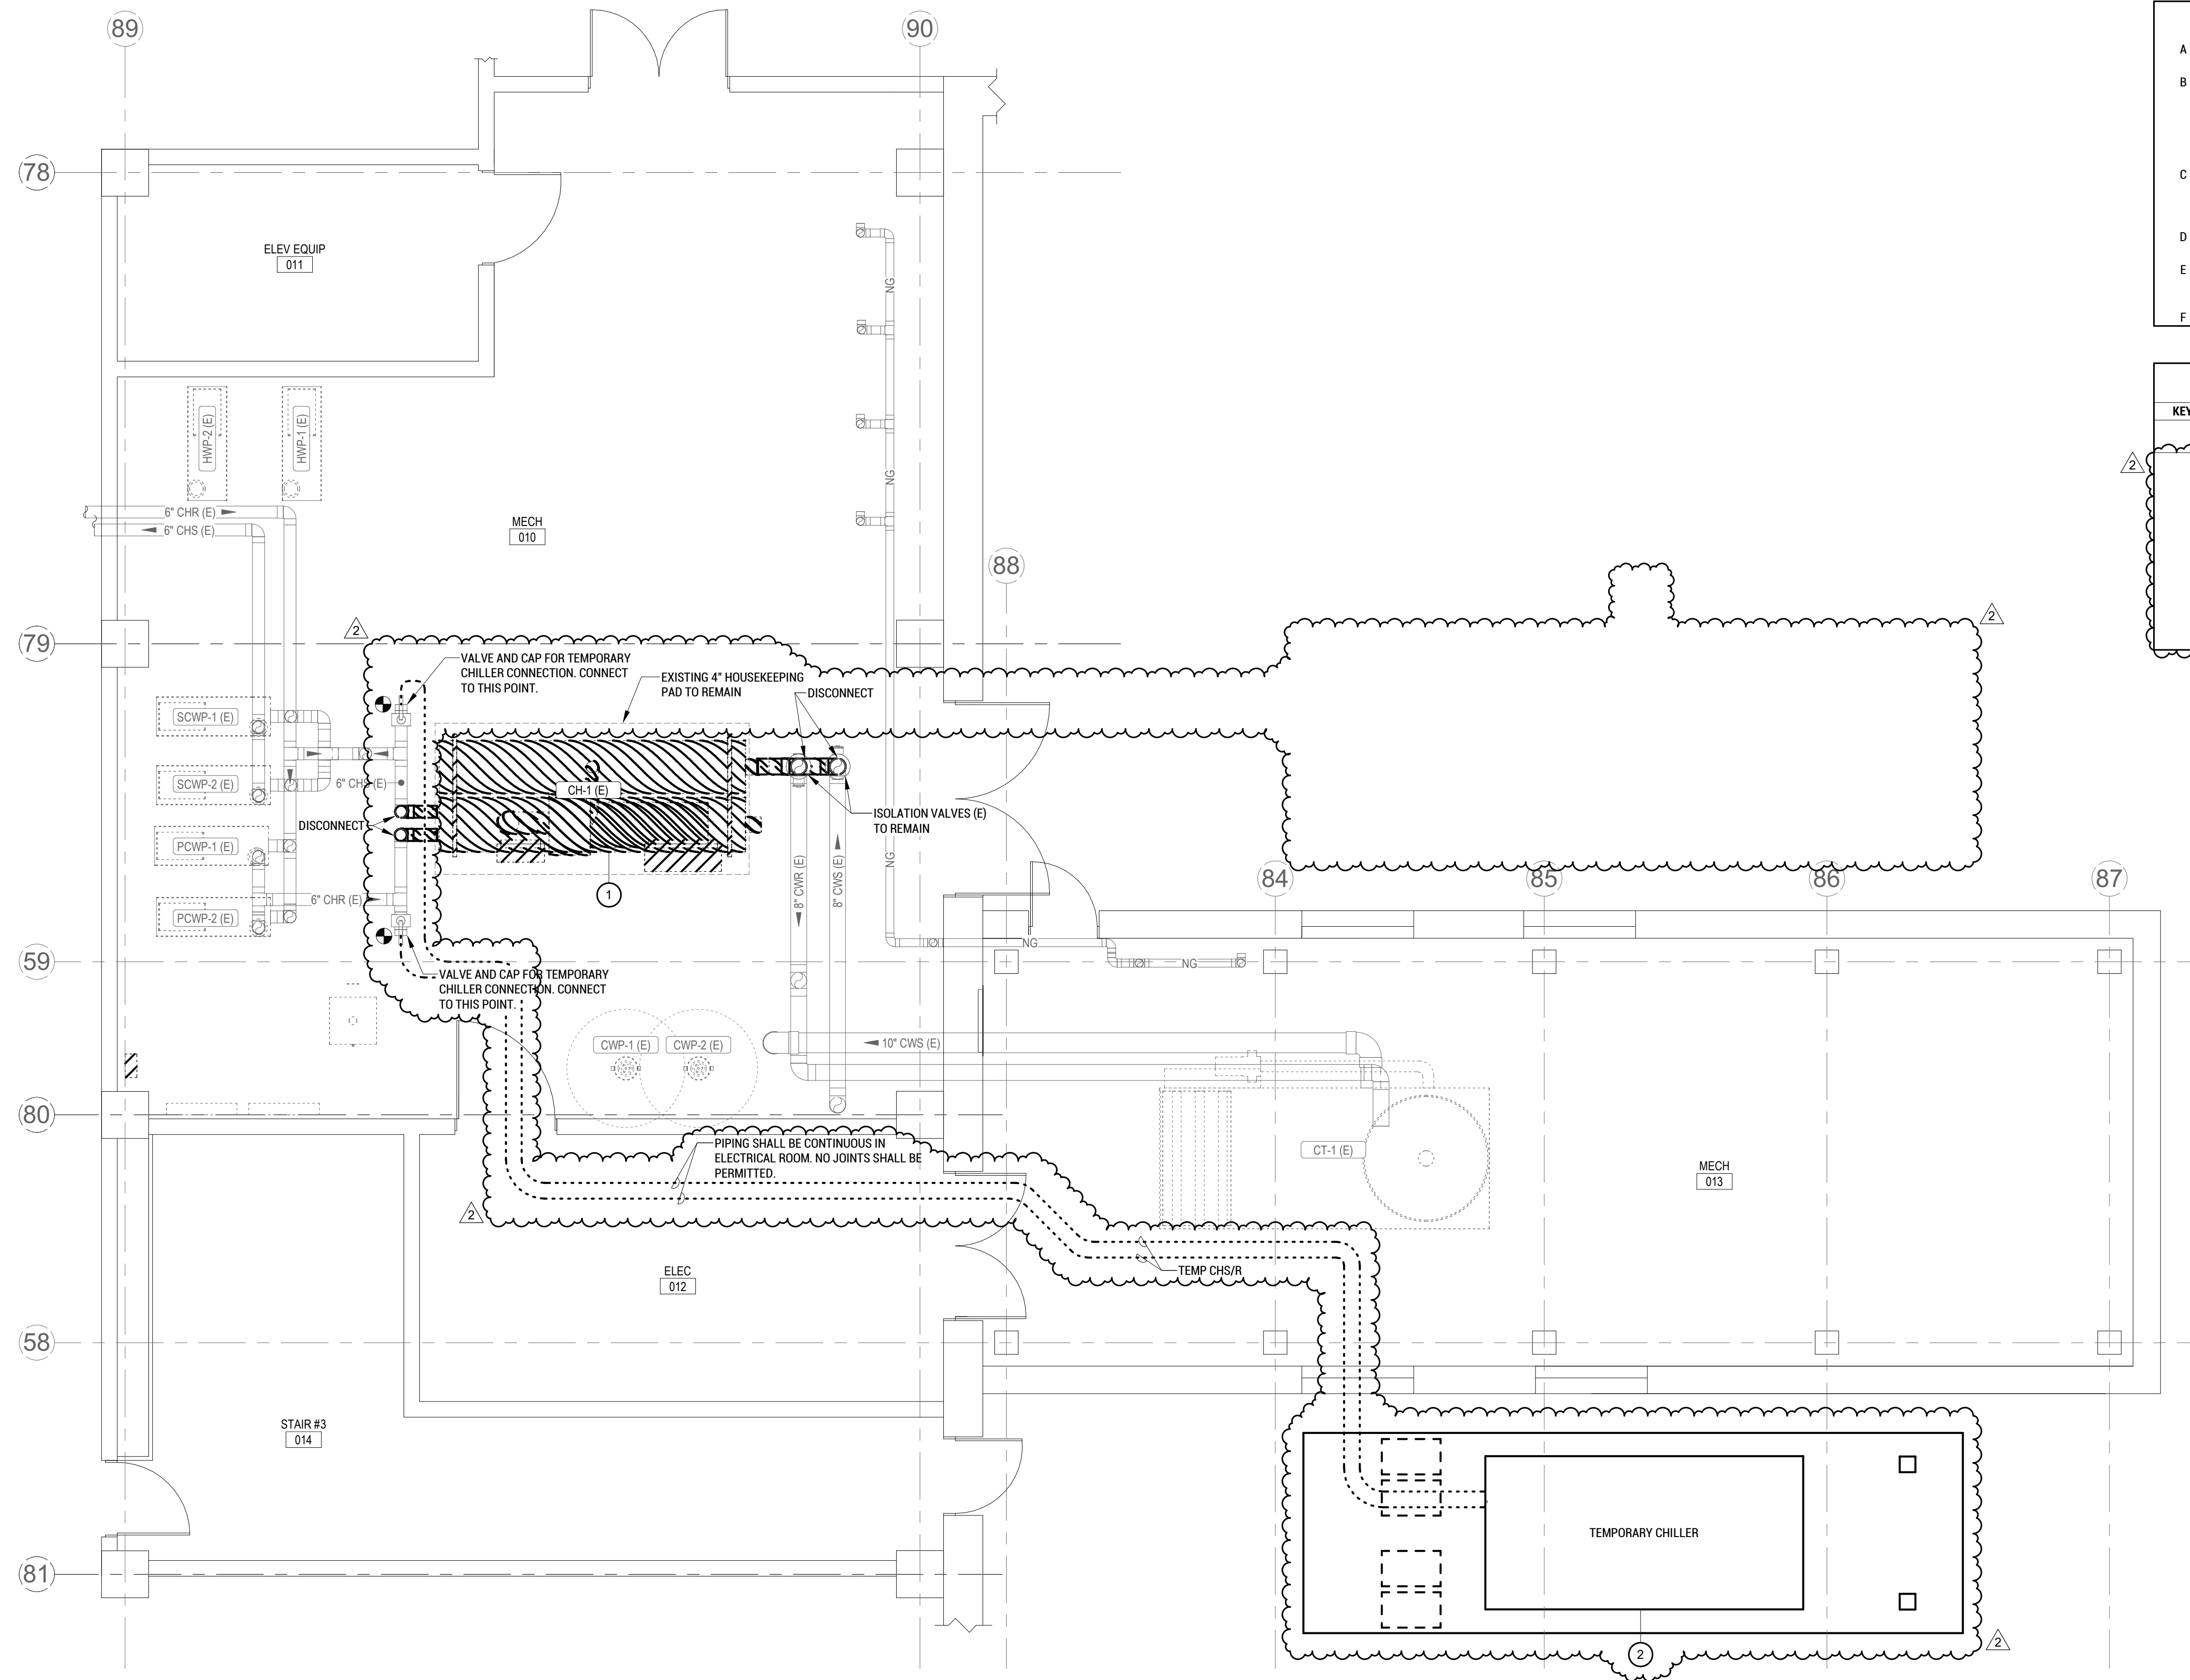 89
90
A
B
78
C
ELEV EQUIP
011
D
E
NG
F
HWP-2 (E)
HWP-1 (E)
KEY
2
NG
6" CHR (E)
6" CHS (E)
MECH
010
88
2
2
79
VALVE AND CAP FOR TEMPORARY
CHILLER CONNECTION. CONNECT
TO THIS POINT.
EXISTING 4" HOUSEKEEPING
PAD TO REMAIN
DISCONNECT
SCWP-1 (E)
SCWP-2 (E)
6" CHS (E)
CH-1 (E)
DISCONNECT
ISOLATION VALVES (E)
TO REMAIN
PCWP-1 (E)
8" CWR (E)
8" CWS (E)
NG
84
85
86
87
1
6" CHR (E)
PCWP-2 (E)
NG
59
NG
VALVE AND CAP FOR TEMPORARY
CHILLER CONNECTION. CONNECT
TO THIS POINT.
CWP-1 (E)
CWP-2 (E)
10" CWS (E)
80
PIPING SHALL BE CONTINUOUS IN
ELECTRICAL ROOM. NO JOINTS SHALL BE
PERMITTED.
CT-1 (E)
MECH
013
2
ELEC
012
TEMP CHS/R
58
STAIR #3
014
TEMPORARY CHILLER
81
2
2